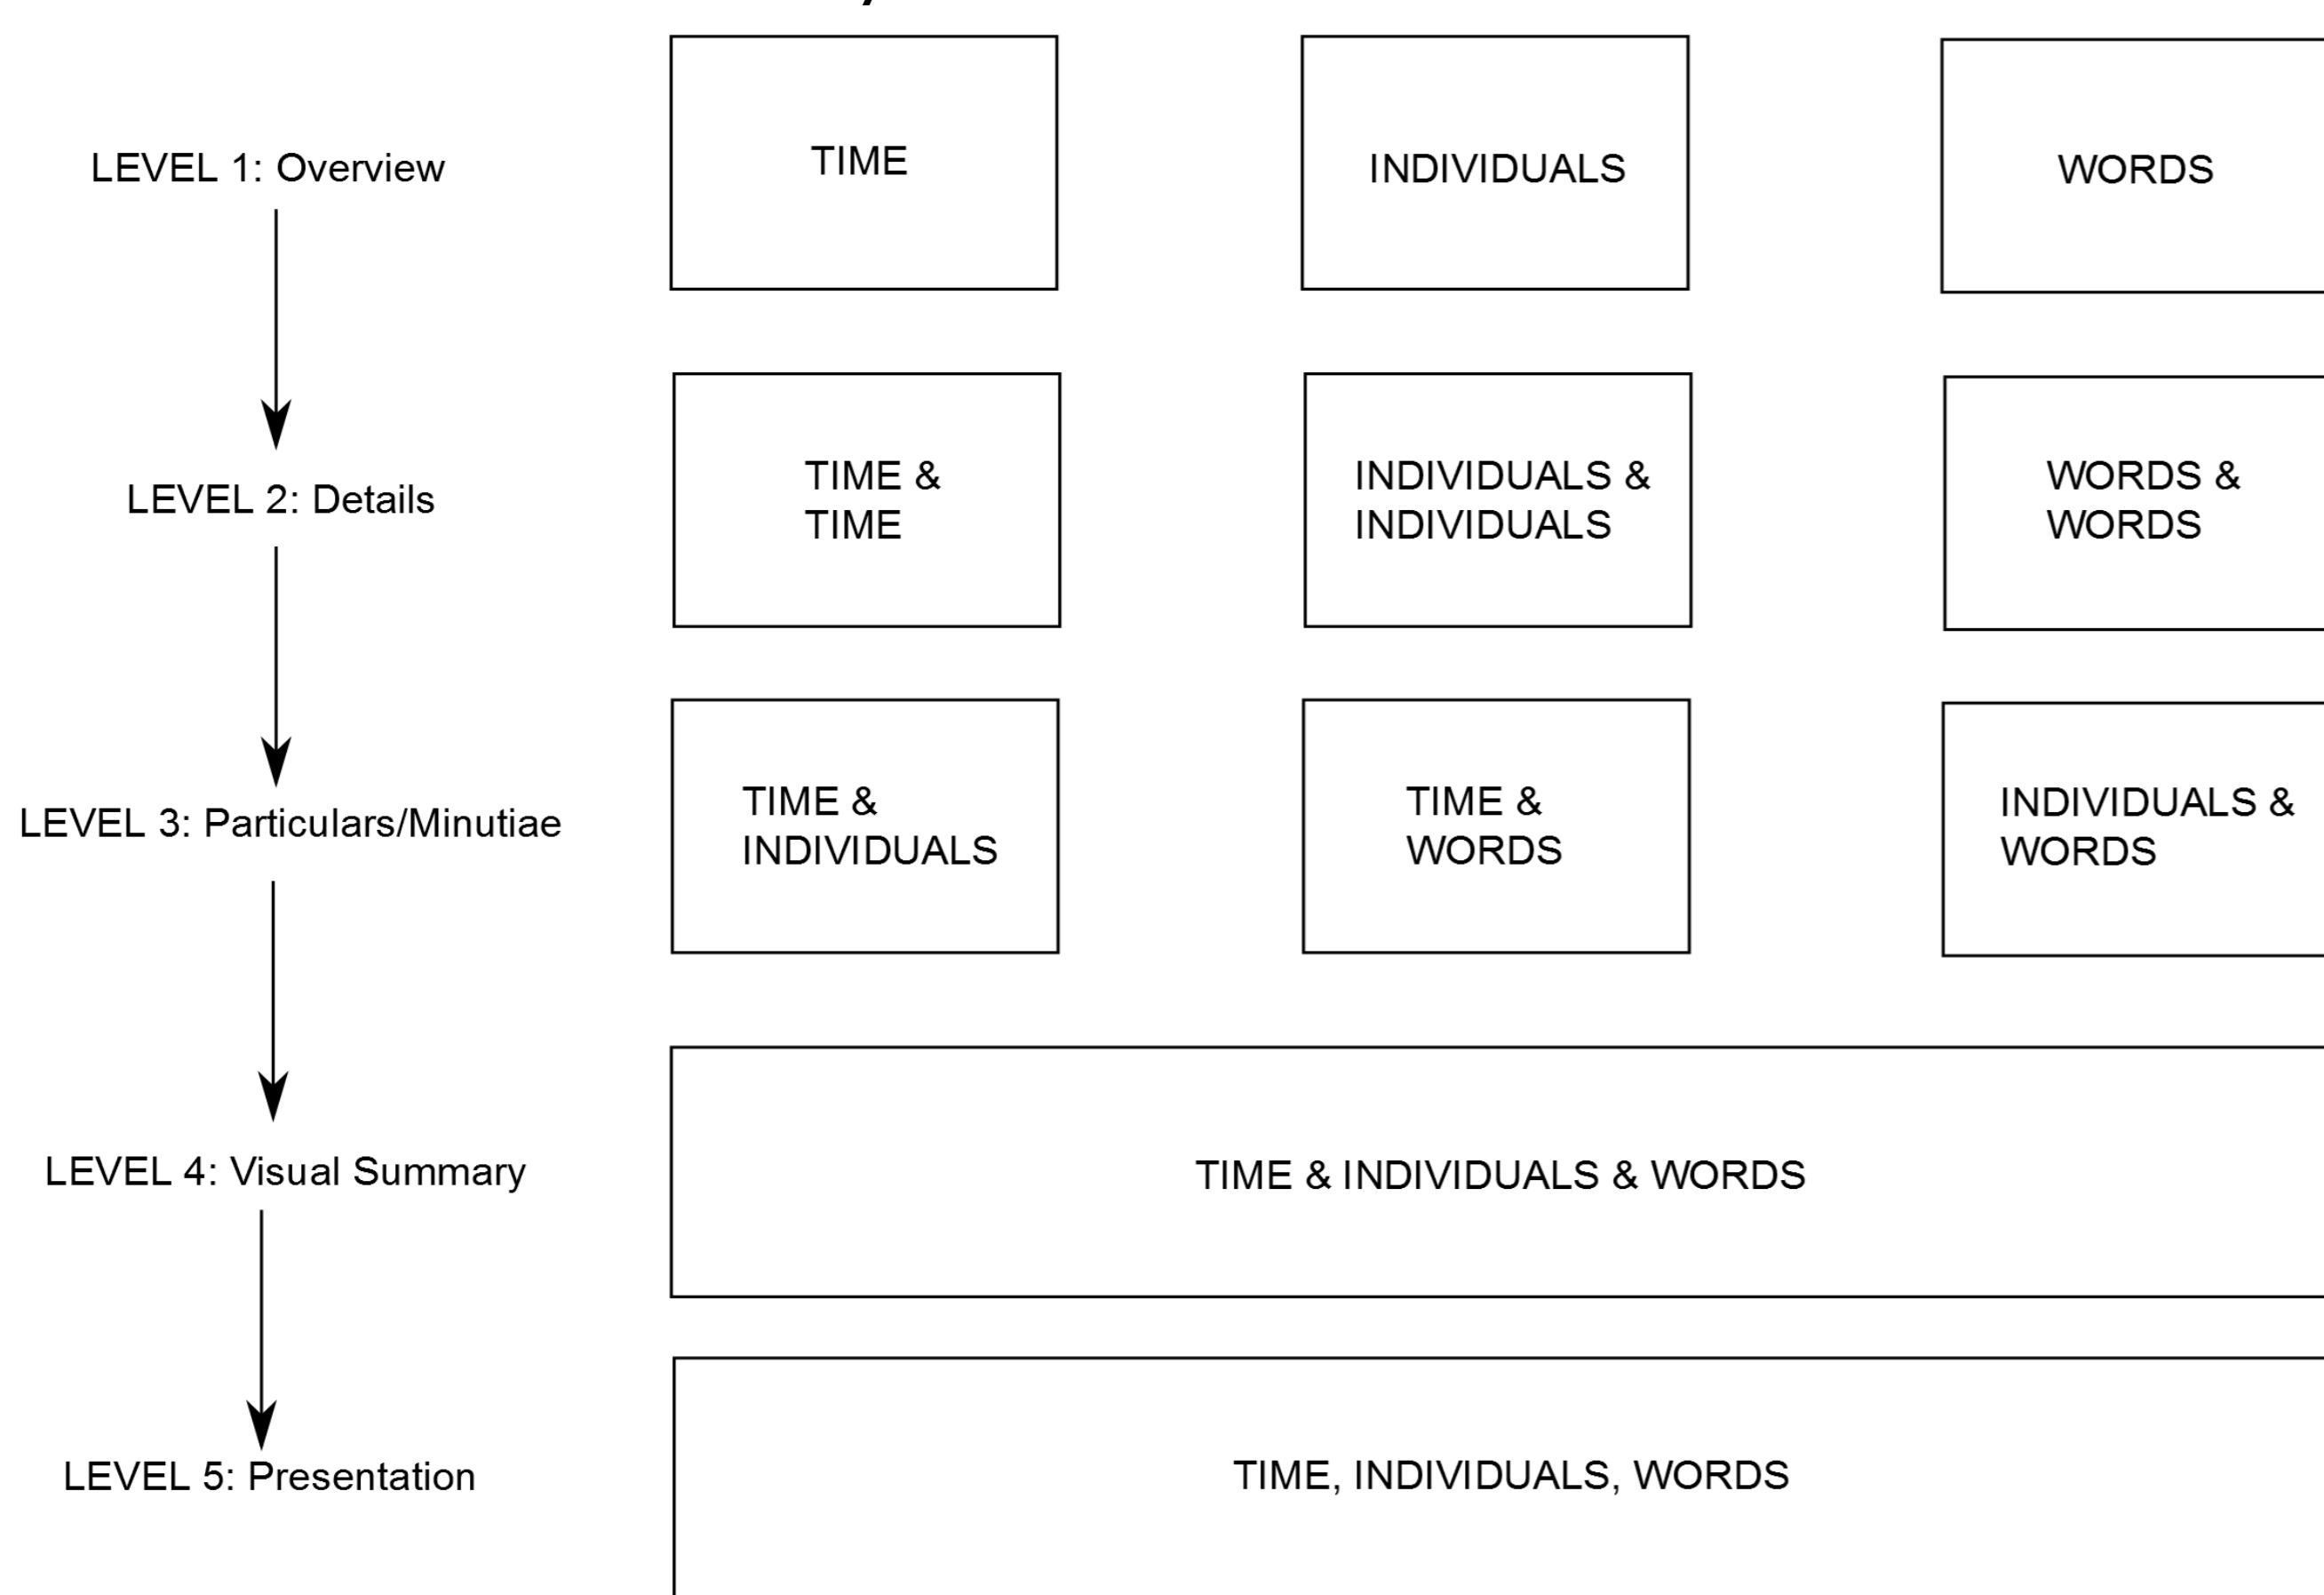 LEVEL 1: Overview
TIME
INDIVIDUALS
WORDS
LEVEL 2: Details
TIME &
TIME
INDIVIDUALS &
INDIVIDUALS
WORDS &
WORDS
LEVEL 3: Particulars/Minutiae
TIME &
INDIVIDUALS
TIME &
WORDS
INDIVIDUALS &
WORDS
LEVEL 4: Visual Summary
TIME & INDIVIDUALS & WORDS
LEVEL 5: Presentation
TIME, INDIVIDUALS, WORDS